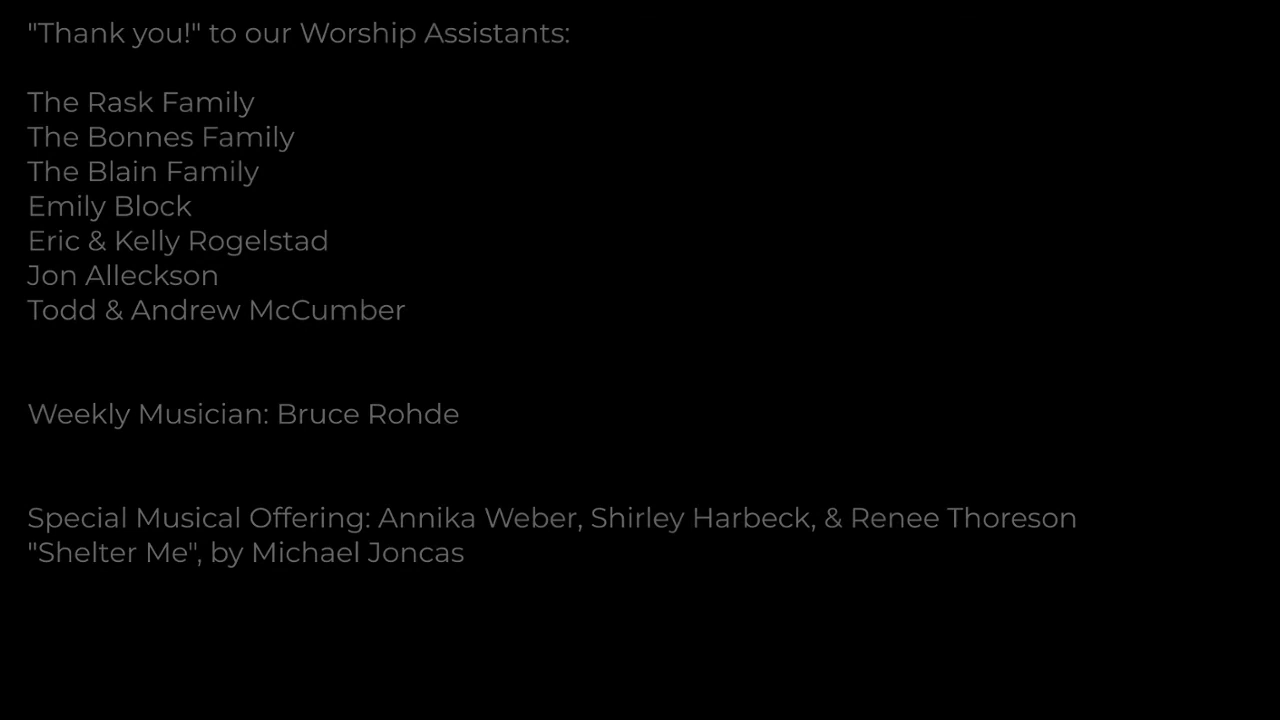 "Thank you!" to our Worship Assistants:
The Rask Family
The Bonnes Family
The Blain Family
Emily Block
Eric & Kelly Rogelstad
Jon Alleckson
Todd & Andrew McCumber
Weekly Musician: Bruce Rohde
Special Musical Offering: Annika Weber, Shirley Harbeck, & Renee Thoreson
"Shelter Me", by Michael Joncas